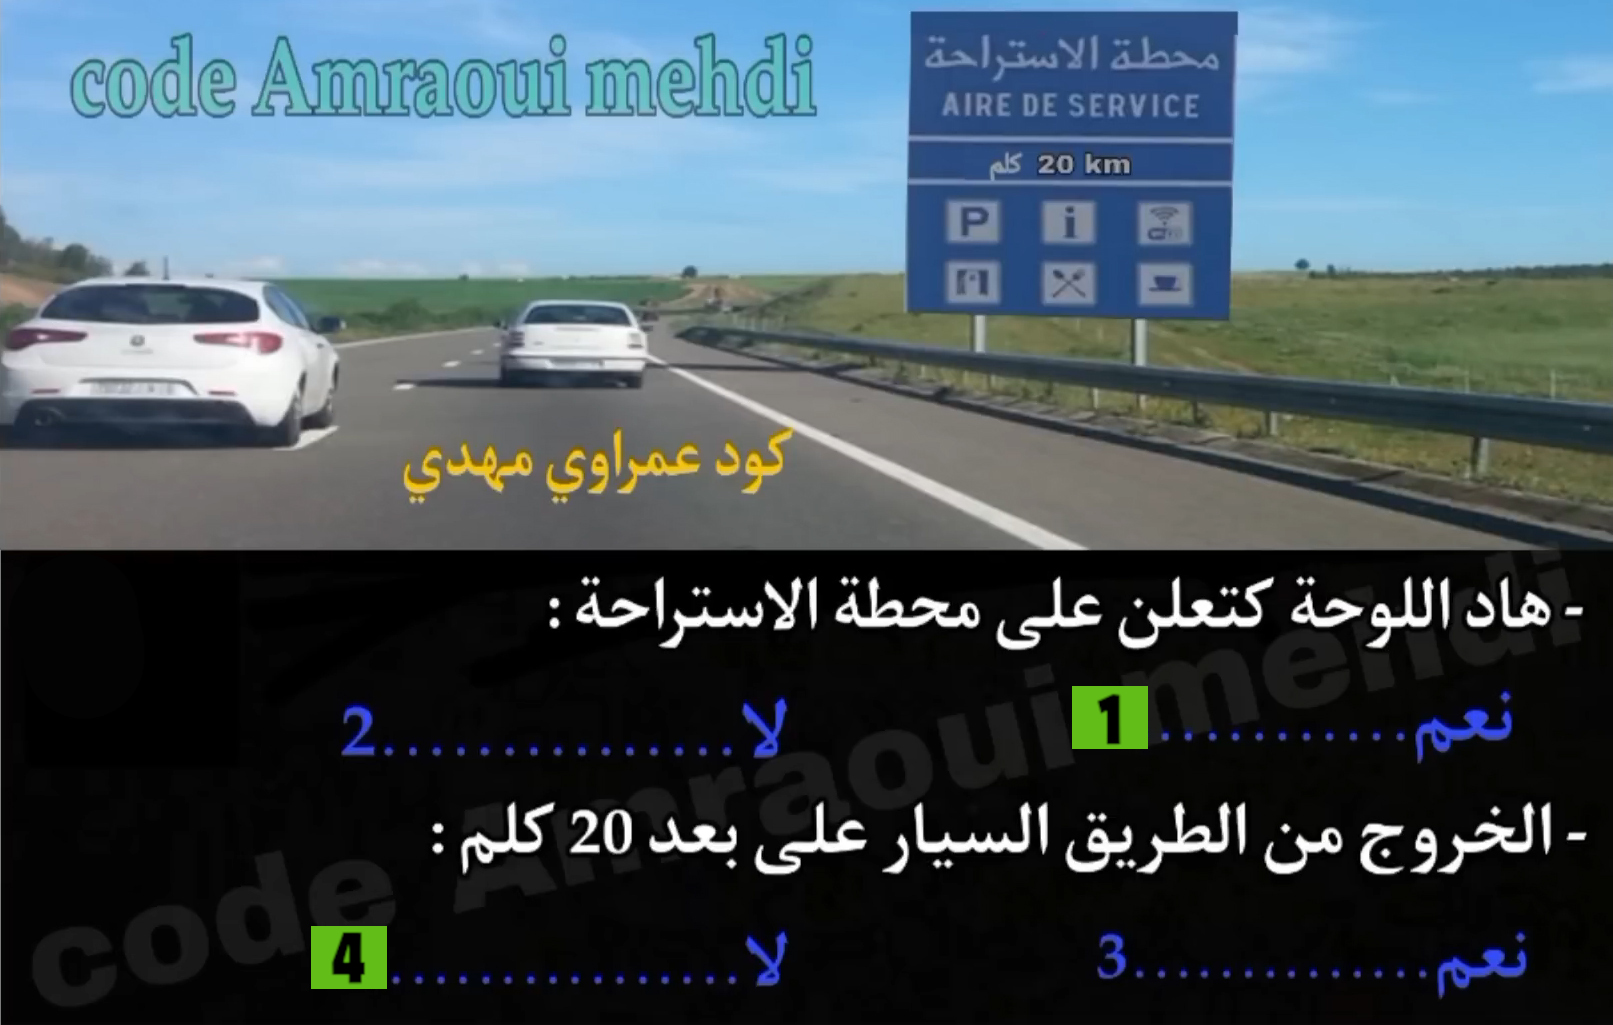 code Amraoui mehdi
محطة الاستراحة
AIRE DE SERVICE
كلم 20 km
P i
كود عمراوي مهدي
- هاد اللوحة كتعلن على محطة الاستراحة :
نعم............1 لا................2
- الخروج من الطريق السيار على بعد 20 كلم :
نعم..............3 لا................4
code Amraoui mehdi